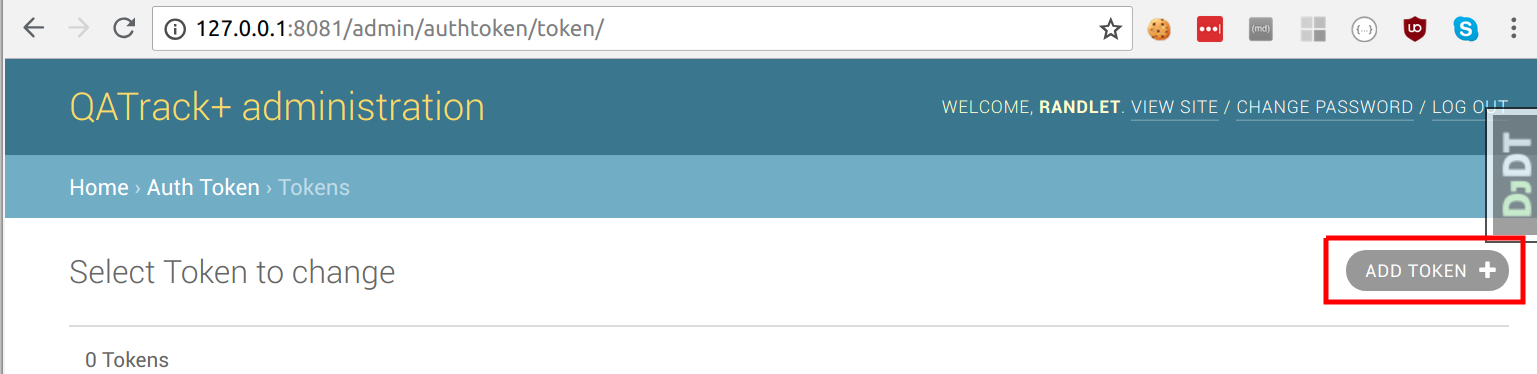 127.0.0.1:8081/admin/authtoken/token/
(md)
{...}
QATrack+ administration
WELCOME, RANDLET. VIEW SITE / CHANGE PASSWORD / LOG OUT
DJDT
Home › Auth Token › Tokens
Select Token to change
ADD TOKEN +
0 Tokens